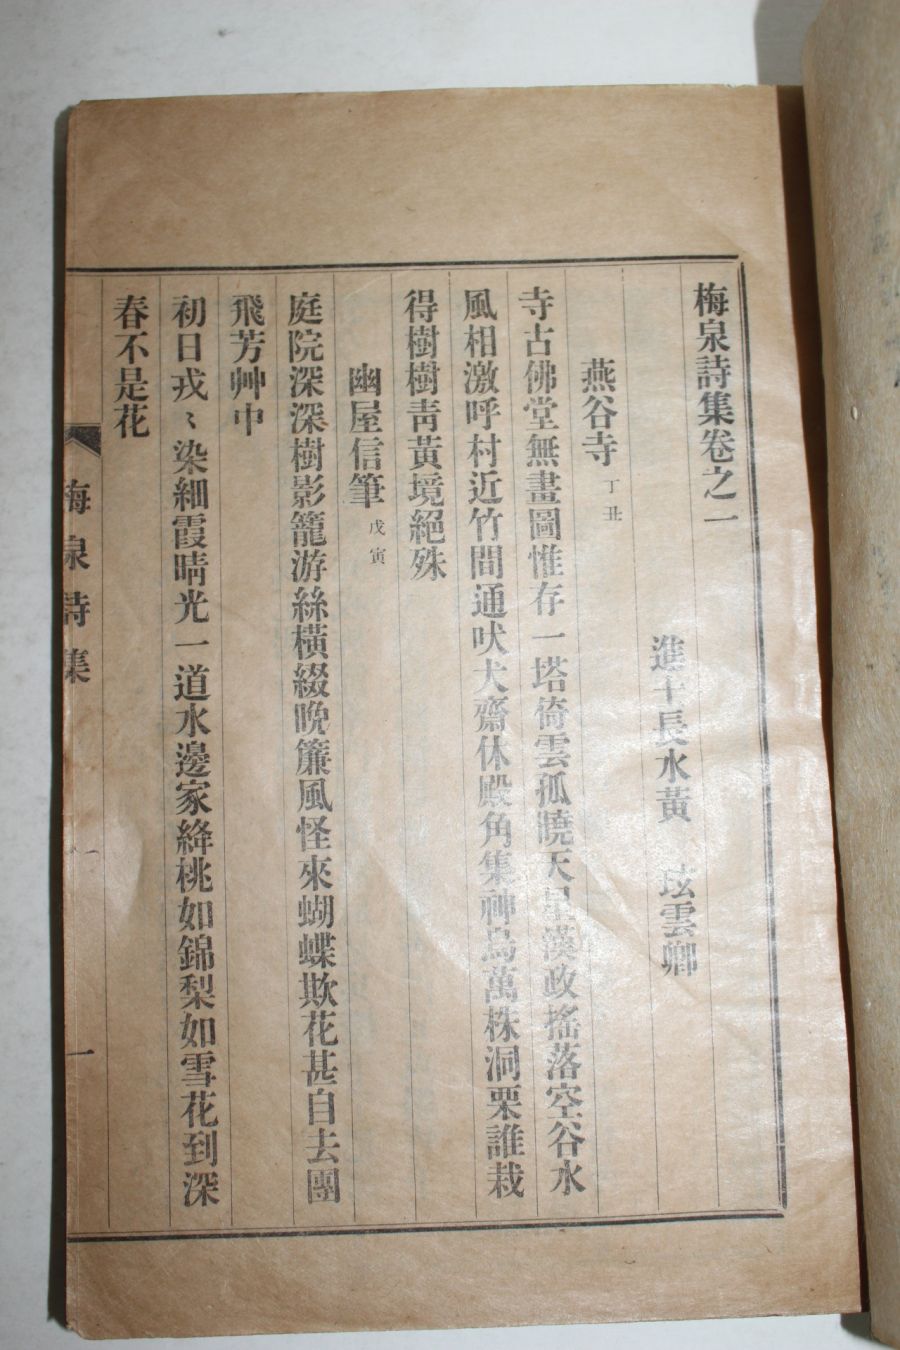 梅泉詩集卷之一
進士長水黃玹雲卿
燕谷寺丁丑
寺古佛堂無畫圖惟存一塔倚雲孤曉天星漢政搖落空谷水
風相激呼村近竹間通吠犬齋休殿角集神烏萬株洞栗誰栽
得樹樹靑黃境絕殊
幽屋信筆戊寅
庭院深深樹影籠游絲橫綴晩簾風怪來蝴蝶欺花甚自去團
飛芳艸中
初日戎〻染細霞晴光一道水邊家絳桃如錦梨如雪花到深
春不是花
梅泉詩集
一
一